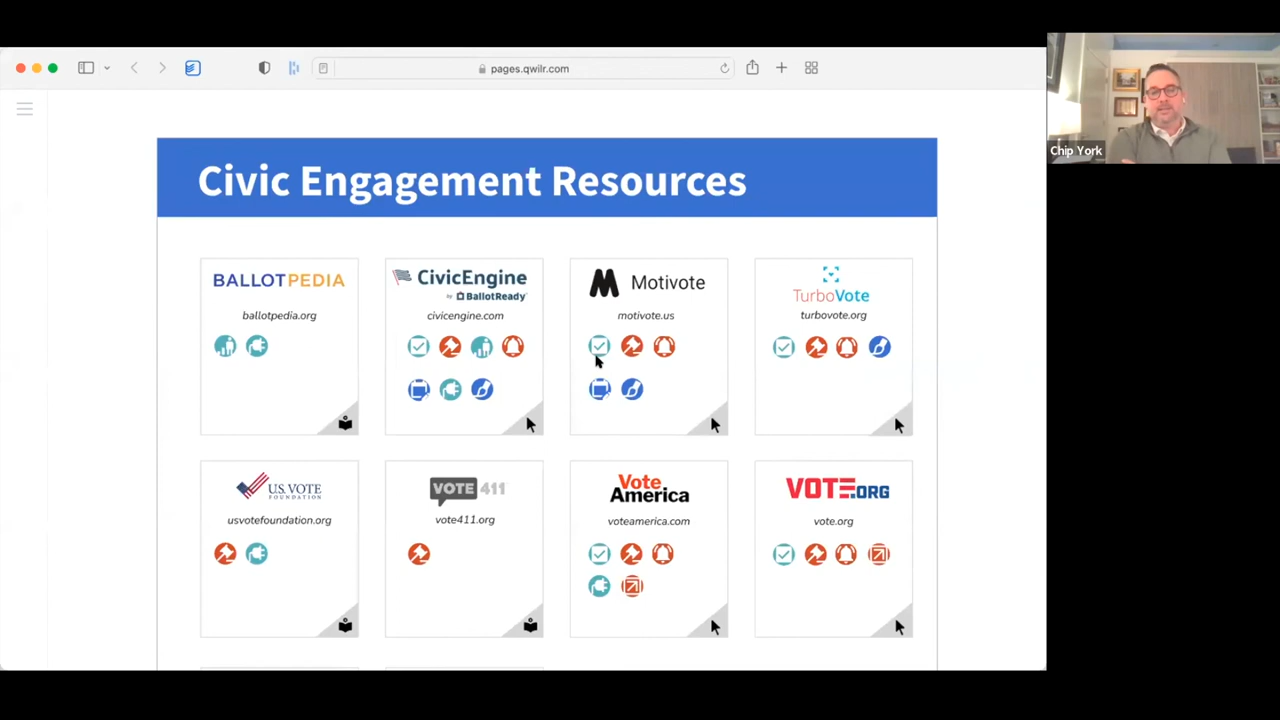 pages.qwilr.com
Chip York
Civic Engagement Resources
BALLOTPEDIA
ballotpedia.org
CivicEngine
by BallotReady
civicengine.com
M Motivote
motivote.us
TurboVote
turbovote.org
U.S. VOTE
FOUNDATION
usvotefoundation.org
VOTE 411
vote411.org
Vote
America
voteamerica.com
VOTE.ORG
vote.org